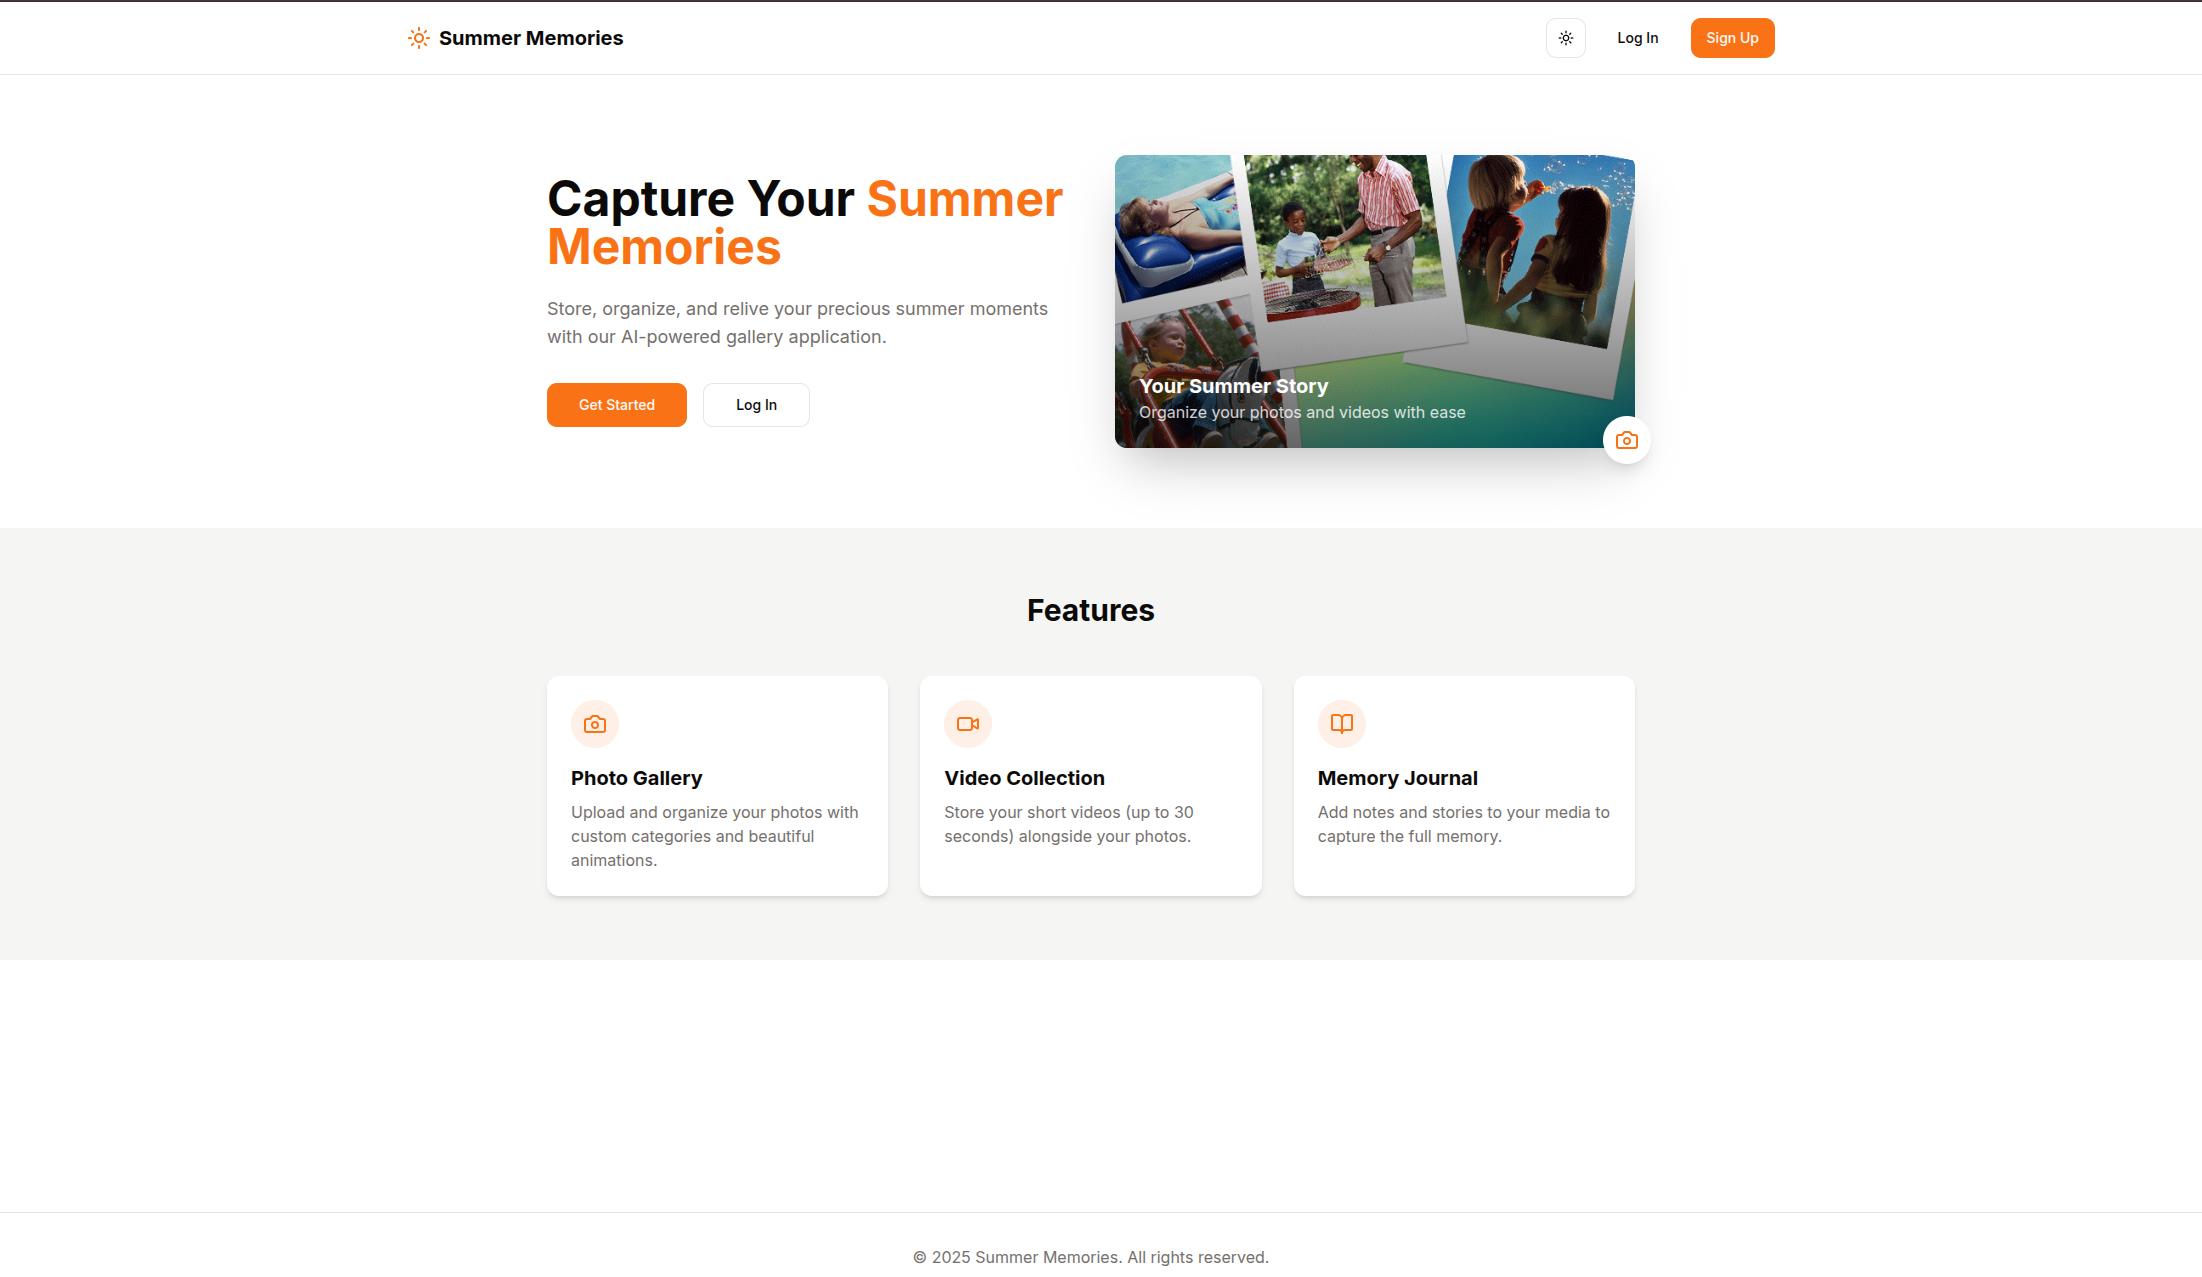 Summer Memories
Log In
Sign Up
Capture Your Summer
Memories
Store, organize, and relive your precious summer moments
with our AI-powered gallery application.
Get Started
Log In
Your Summer Story
Organize your photos and videos with ease
Features
Photo Gallery
Upload and organize your photos with
custom categories and beautiful
animations.
Video Collection
Store your short videos (up to 30
seconds) alongside your photos.
Memory Journal
Add notes and stories to your media to
capture the full memory.
© 2025 Summer Memories. All rights reserved.